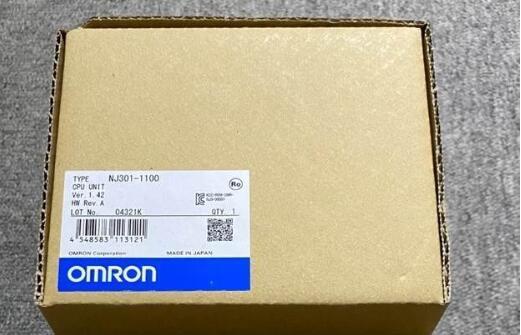 TYPE NJ301-1100
CPU UNIT
Ver.1.42
HW Rev.A
LOT No. 04321K QTY 1
4 548583 113121
OMRON Corporation MADE IN JAPAN
OMRON